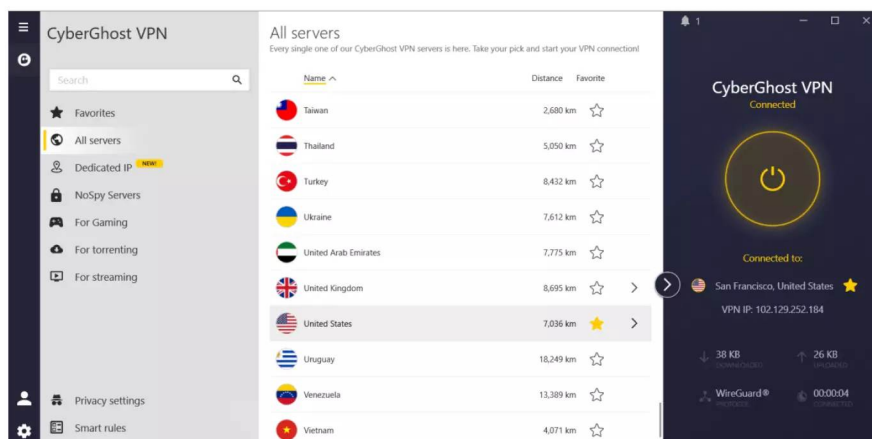 CyberGhost VPN
Search
Favorites
All servers
Dedicated IP NEW!
NoSpy Servers
For Gaming
For torrenting
For streaming
Privacy settings
Smart rules
All servers
Every single one of our CyberGhost VPN servers is here. Take your pick and start your VPN connection!
Name Distance Favorite
Taiwan 2,680 km
Thailand 5,050 km
Turkey 8,432 km
Ukraine 7,612 km
United Arab Emirates 7,775 km
United Kingdom 8,695 km
United States 7,036 km
Uruguay 18,249 km
Venezuela 13,389 km
Vietnam 4,071 km
1
CyberGhost VPN
Connected
Connected to:
San Francisco, United States
VPN IP: 102.129.252.184
38 KB 26 KB
DOWNLOADED UPLOADED
WireGuard® 00:00:04
PROTOCOL CONNECTED